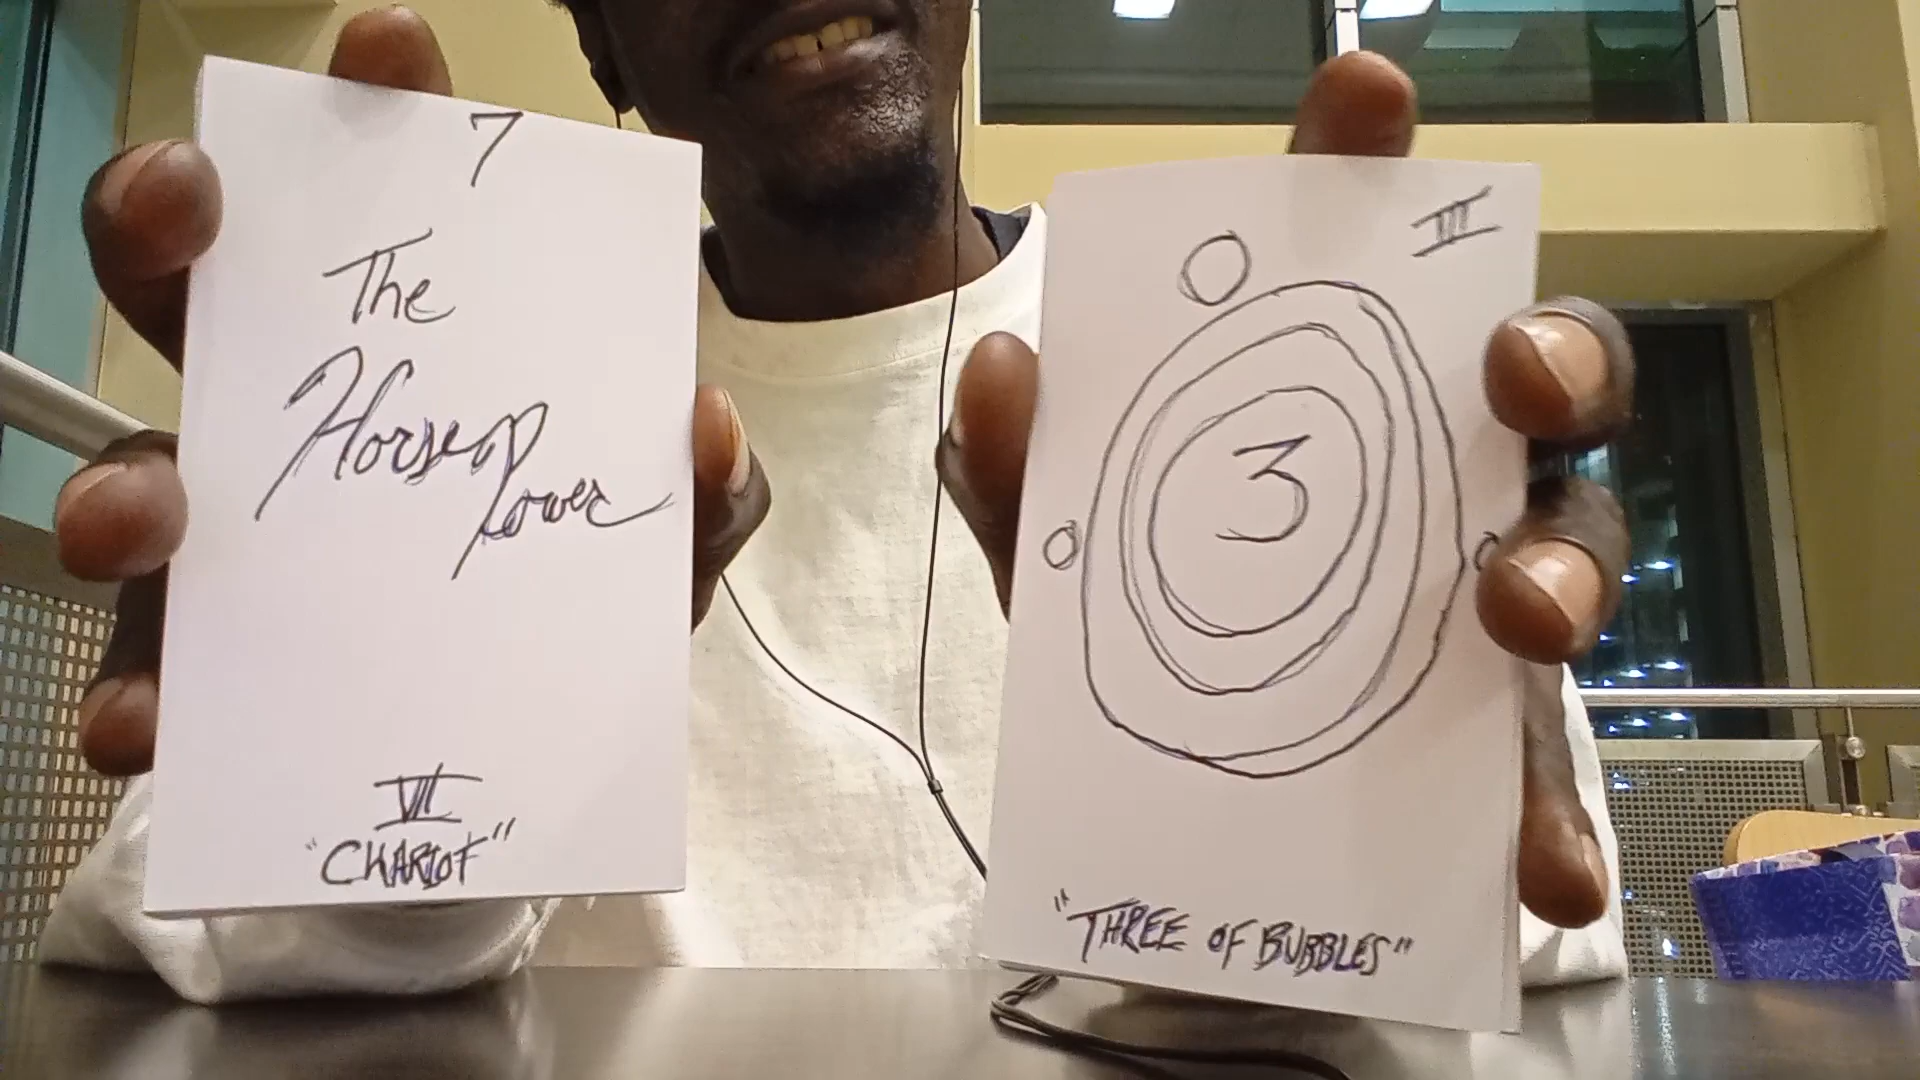 7
The
Horse
Power
VII
"CHARIOT"
III
3
"THREE OF BUBBLES"